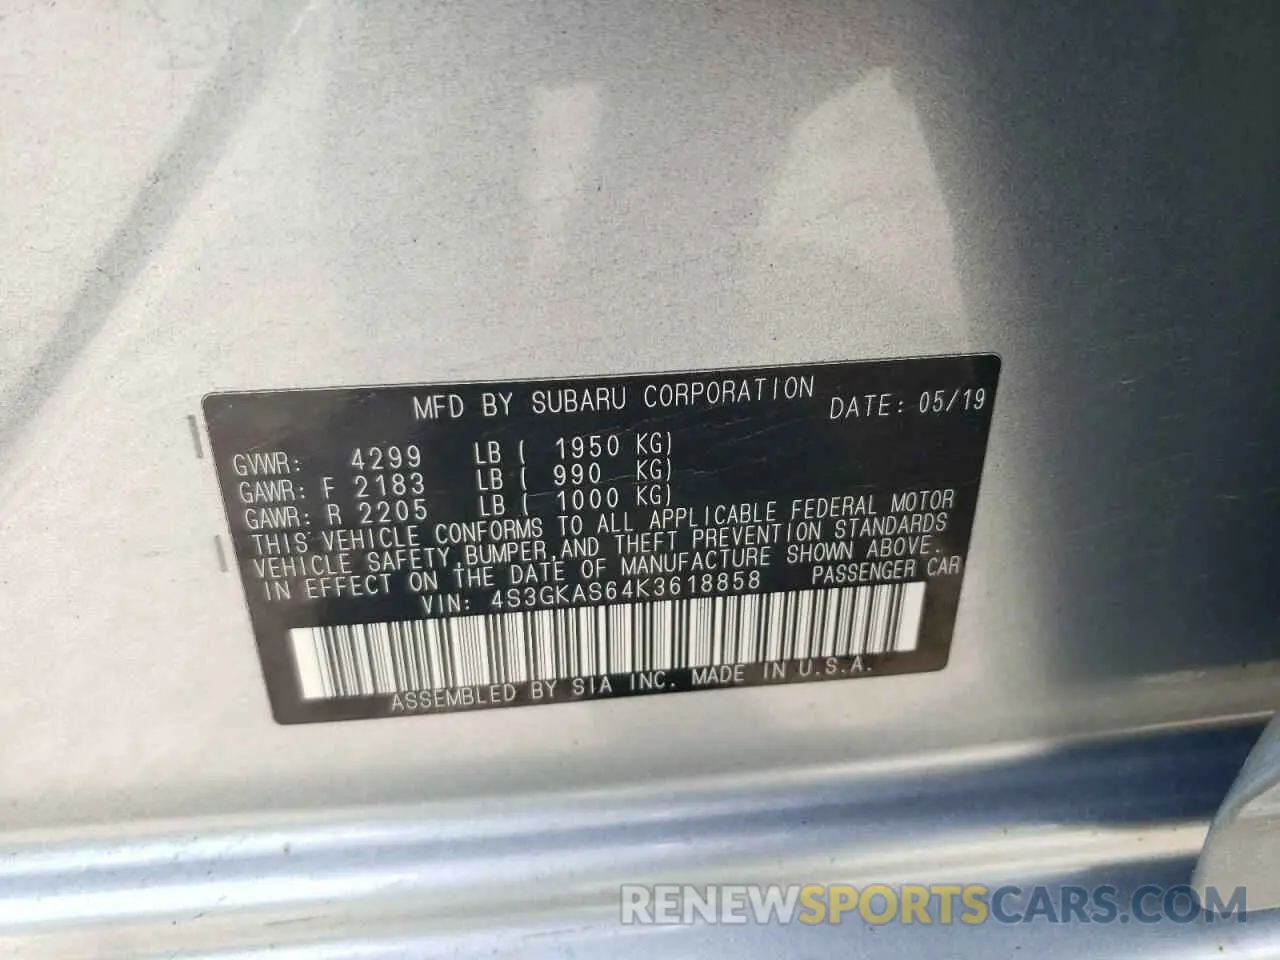 MFD BY SUBARU CORPORATION DATE: 05/19
GVWR: 4299 LB ( 1950 KG)
GAWR: F 2183 LB ( 990 KG)
GAWR: R 2205 LB ( 1000 KG)
THIS VEHICLE CONFORMS TO ALL APPLICABLE FEDERAL MOTOR
VEHICLE SAFETY,BUMPER,AND THEFT PREVENTION STANDARDS
IN EFFECT ON THE DATE OF MANUFACTURE SHOWN ABOVE.
VIN: 4S3GKAS64K3618858 PASSENGER CAR
ASSEMBLED BY SIA INC. MADE IN U.S.A.
RENEWSPORTSCARS.COM